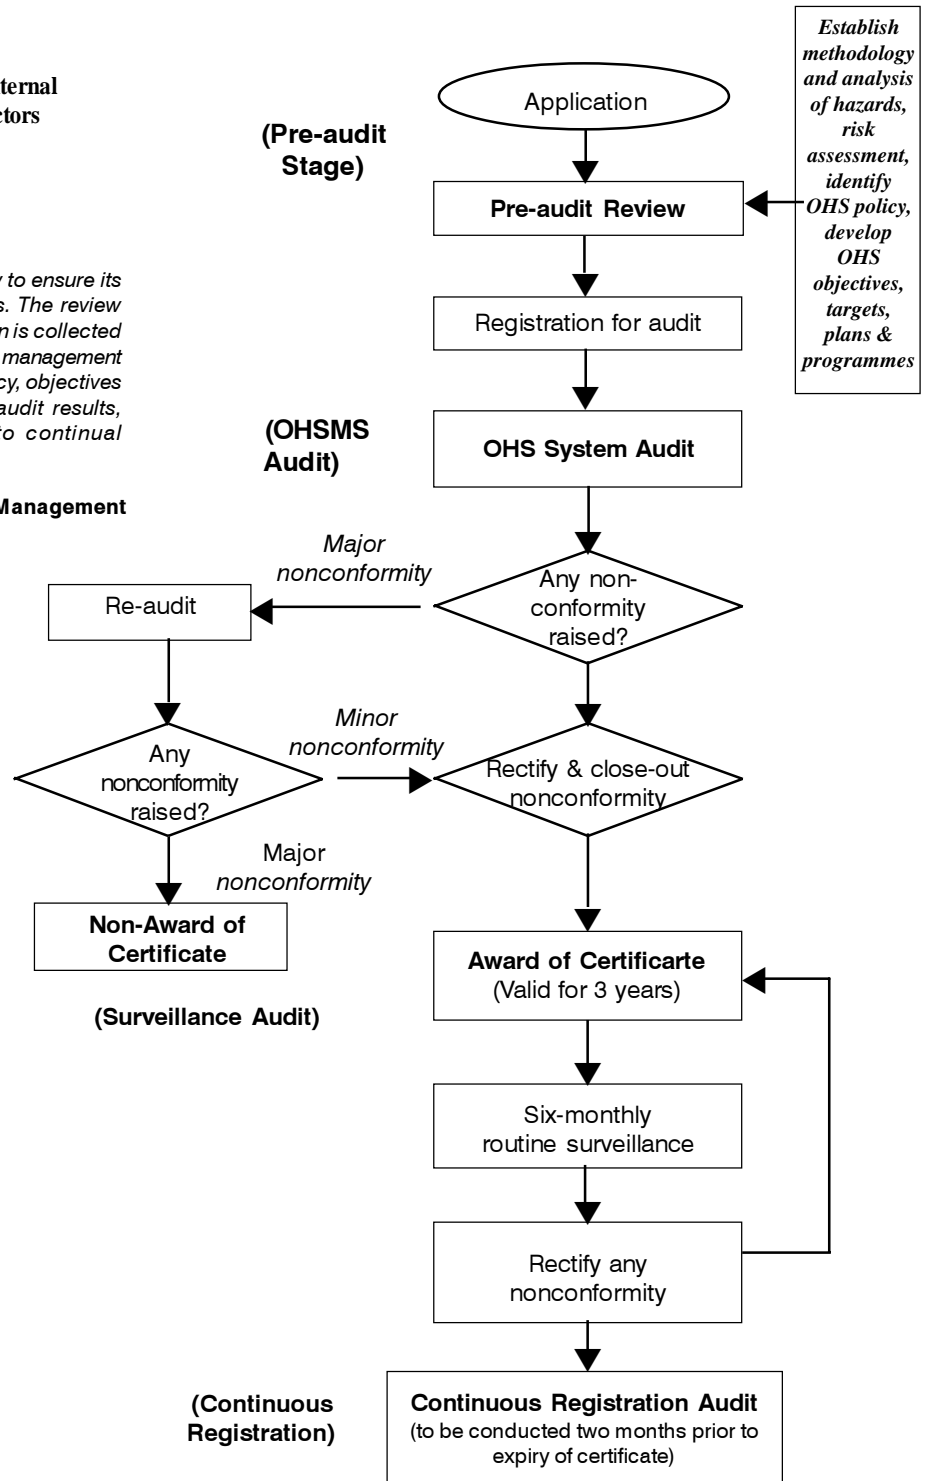 ternal
ctors
y to ensure its
s. The review
n is collected
management
cy, objectives
audit results,
to continual
Management
Establish
methodology
and analysis
of hazards,
risk
assessment,
identify
OHS policy,
develop
OHS
objectives,
targets,
plans &
programmes
Application
(Pre-audit
Stage)
Pre-audit Review
Registration for audit
(OHSMS
Audit)
OHS System Audit
Major
nonconformity
Any non-
conformity
raised?
Re-audit
Any
nonconformity
raised?
Minor
nonconformity
Rectify & close-out
nonconformity
Major
nonconformity
Non-Award of
Certificate
Award of Certificarte
(Valid for 3 years)
(Surveillance Audit)
Six-monthly
routine surveillance
Rectify any
nonconformity
(Continuous
Registration)
Continuous Registration Audit
(to be conducted two months prior to
expiry of certificate)